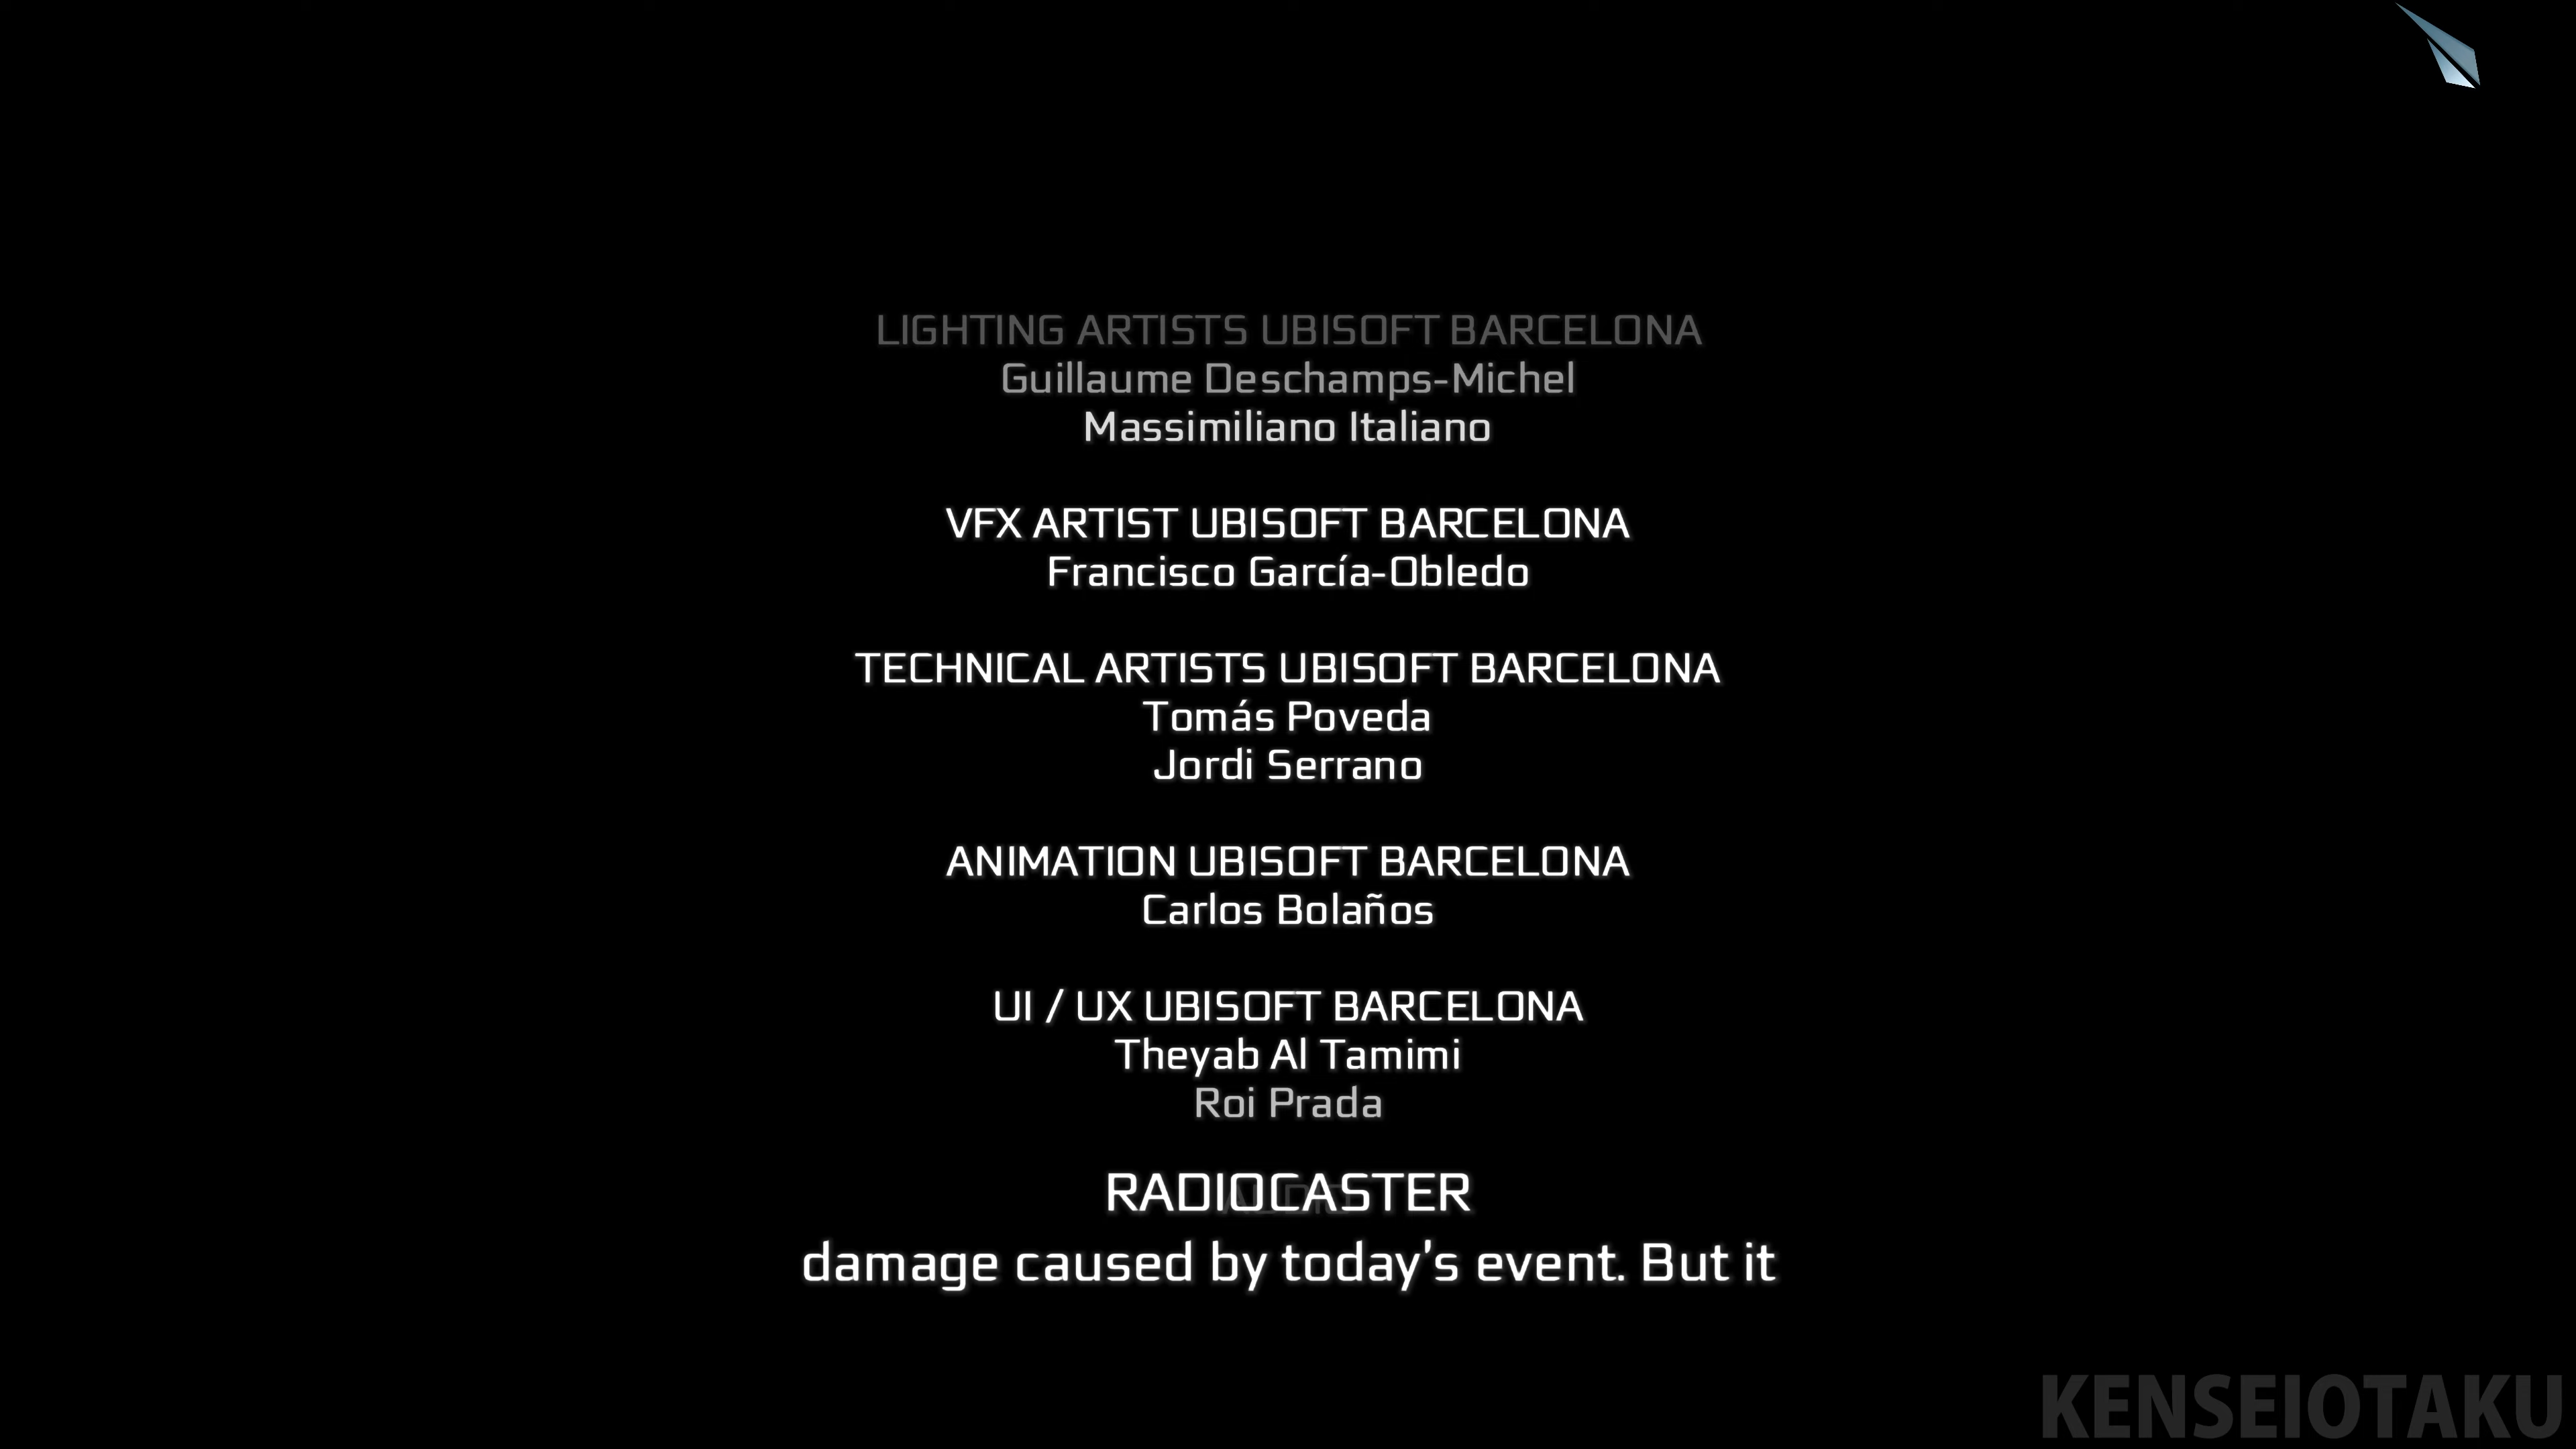 LIGHTING ARTISTS UBISOFT BARCELONA
Guillaume Deschamps-Michel
Massimiliano Italiano
VFX ARTIST UBISOFT BARCELONA
Francisco García-Obledo
TECHNICAL ARTISTS UBISOFT BARCELONA
Tomás Poveda
Jordi Serrano
ANIMATION UBISOFT BARCELONA
Carlos Bolaños
UI / UX UBISOFT BARCELONA
Theyab Al Tamimi
Roi Prada
RADIOCASTER
damage caused by today's event. But it
KENSEIOTAKU